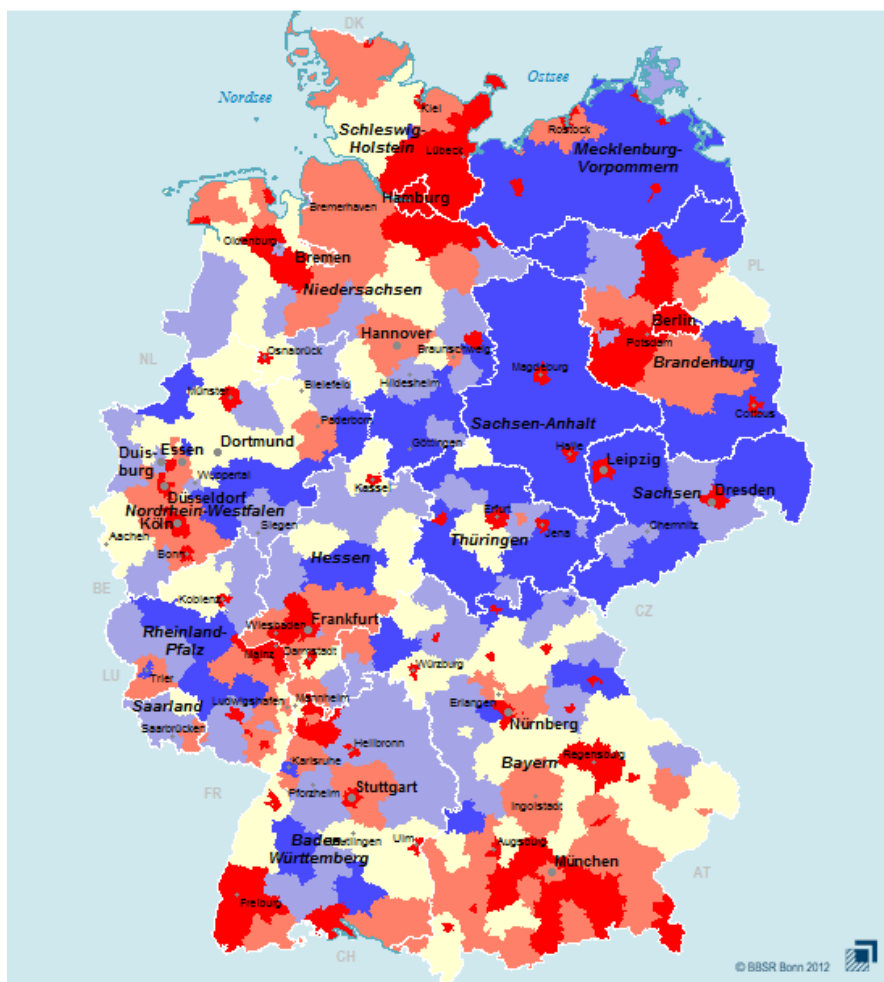 DK
Nordsee
Ostsee
Kiel
Schleswig-
Holstein
Rostock
Lübeck
Mecklenburg-
Vorpommern
Hamburg
Bremerhaven
Oldenburg
Bremen
PL
Niedersachsen
Berlin
Hannover
Potsdam
Osnabrück
Braunschweig
Brandenburg
NL
Magdeburg
Bielefeld
Hildesheim
Münster
Cottbus
Paderborn
Sachsen-Anhalt
Dortmund
Göttingen
Duis-
burg
Essen
Halle
Leipzig
Wuppertal
Kassel
Düsseldorf
Sachsen
Dresden
Nordrhein-Westfalen
Erfurt
Köln
Siegen
Jena
Chemnitz
Aachen
Thüringen
Bonn
Hessen
BE
Koblenz
CZ
Frankfurt
Wiesbaden
Rheinland-
Pfalz
Mainz
Darmstadt
Würzburg
LU
Trier
Saarland
Ludwigshafen
Mannheim
Erlangen
Nürnberg
Saarbrücken
Heilbronn
Karlsruhe
Bayern
Regensburg
FR
Pforzheim
Stuttgart
Ingolstadt
Baden-
Württemberg
Ulm
Augsburg
München
AT
Freiburg
CH
© BBSR Bonn 2012